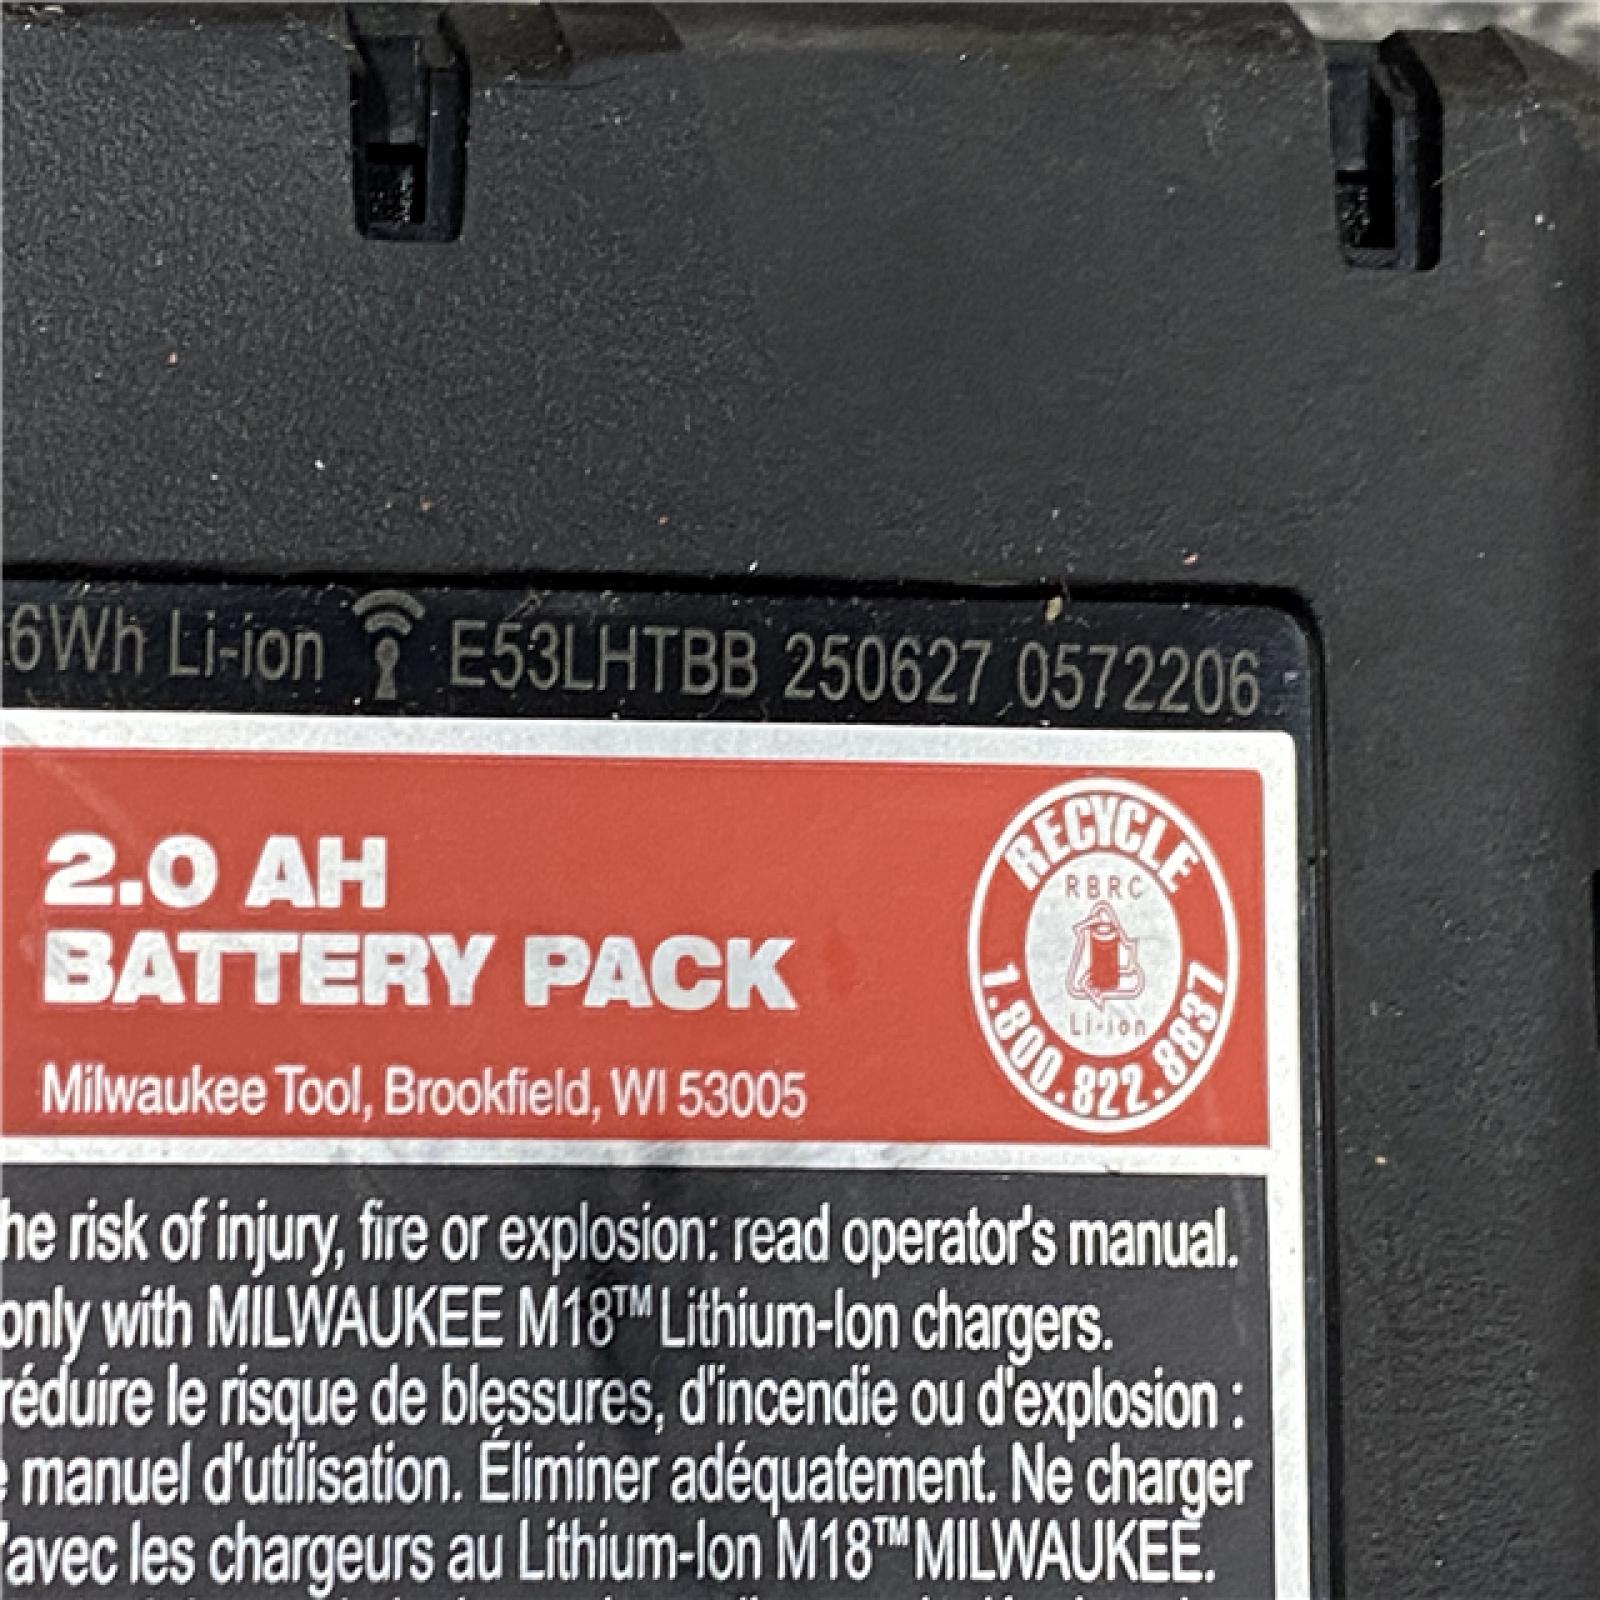 6Wh Li-ion E53LHTBB 250627 0572206
2.0 AH
BATTERY PACK
Milwaukee Tool, Brookfield, WI 53005
RECYCLE
RBRC
Li-ion
1.800.822.8837
he risk of injury, fire or explosion: read operator's manual.
only with MILWAUKEE M18™ Lithium-Ion chargers.
réduire le risque de blessures, d'incendie ou d'explosion :
manuel d'utilisation. Éliminer adéquatement. Ne charger
'avec les chargeurs au Lithium-Ion M18™ MILWAUKEE.